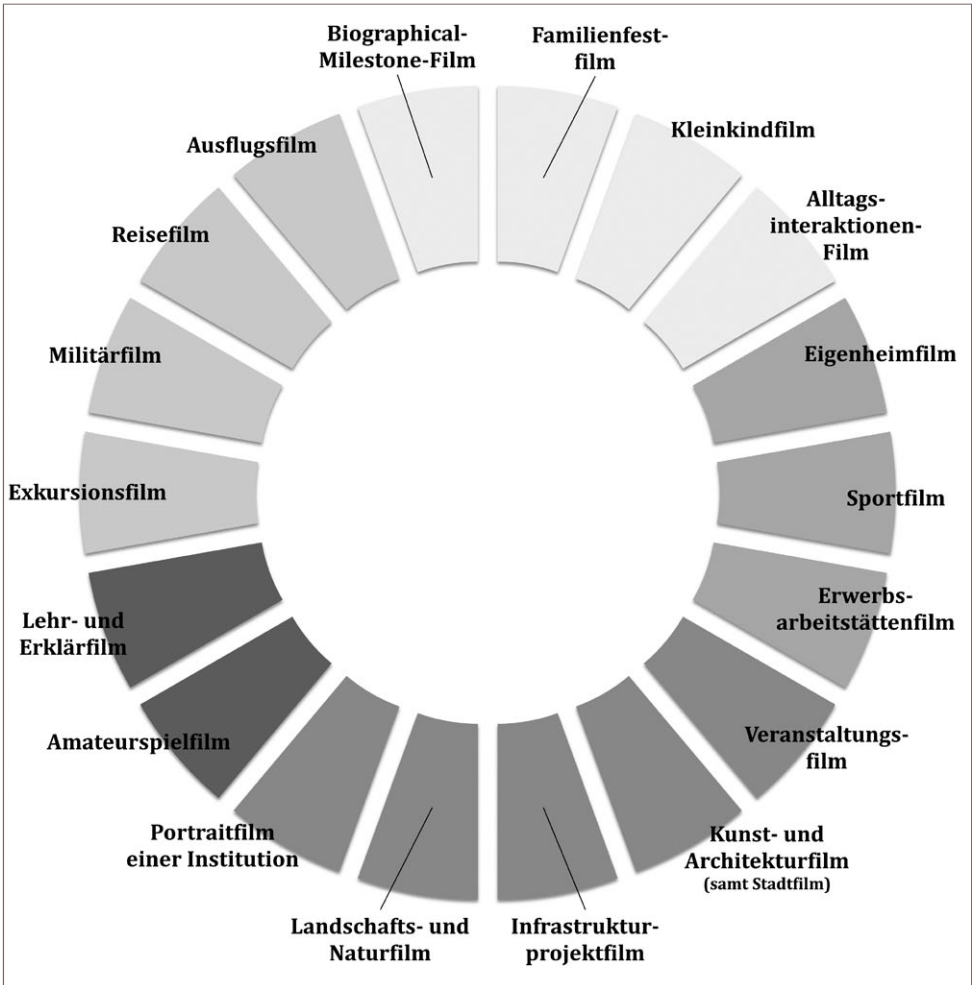 Biographical-
Milestone-Film
Familienfest-
film
Kleinkindfilm
Alltags-
interaktionen-
Film
Eigenheimfilm
Sportfilm
Erwerbs-
arbeitstättenfilm
Veranstaltungs-
film
Kunst- und
Architekturfilm
(samt Stadtfilm)
Infrastruktur-
projektfilm
Landschafts- und
Naturfilm
Portraitfilm
einer Institution
Amateurspielfilm
Lehr- und
Erklärfilm
Exkursionsfilm
Militärfilm
Reisefilm
Ausflugsfilm